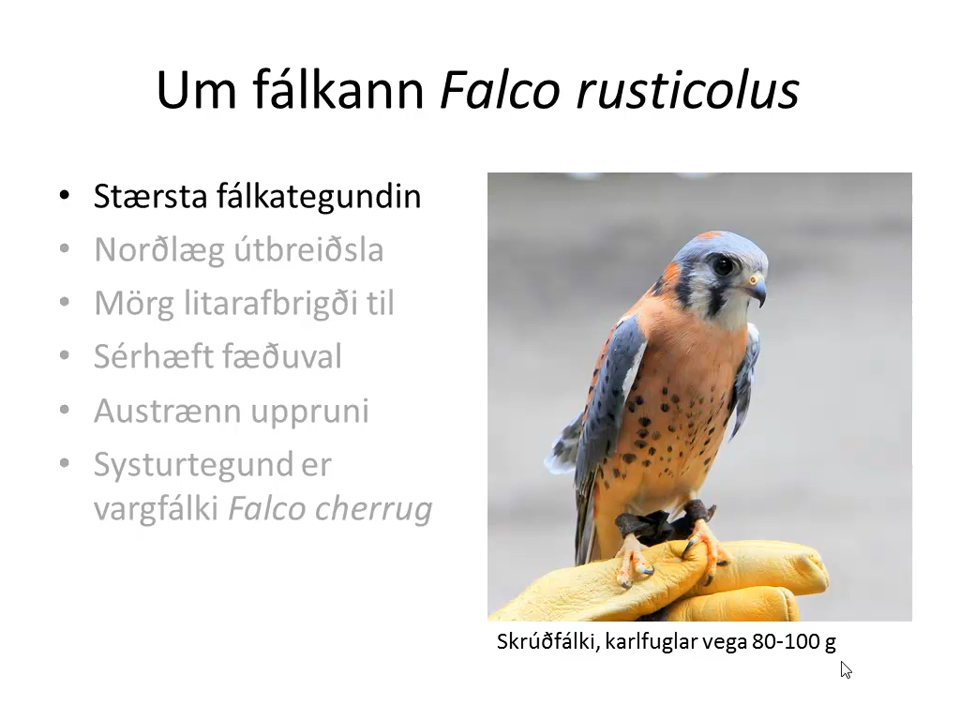 Um fálkann Falco rusticolus
• Stærsta fálkategundin
• Norðlæg útbreiðsla
• Mörg litarafbrigði til
• Sérhæft fæðuval
• Austrænn uppruni
• Systurtegund er
vargfálki Falco cherrug
Skrúðfálki, karlfuglar vega 80-100 g